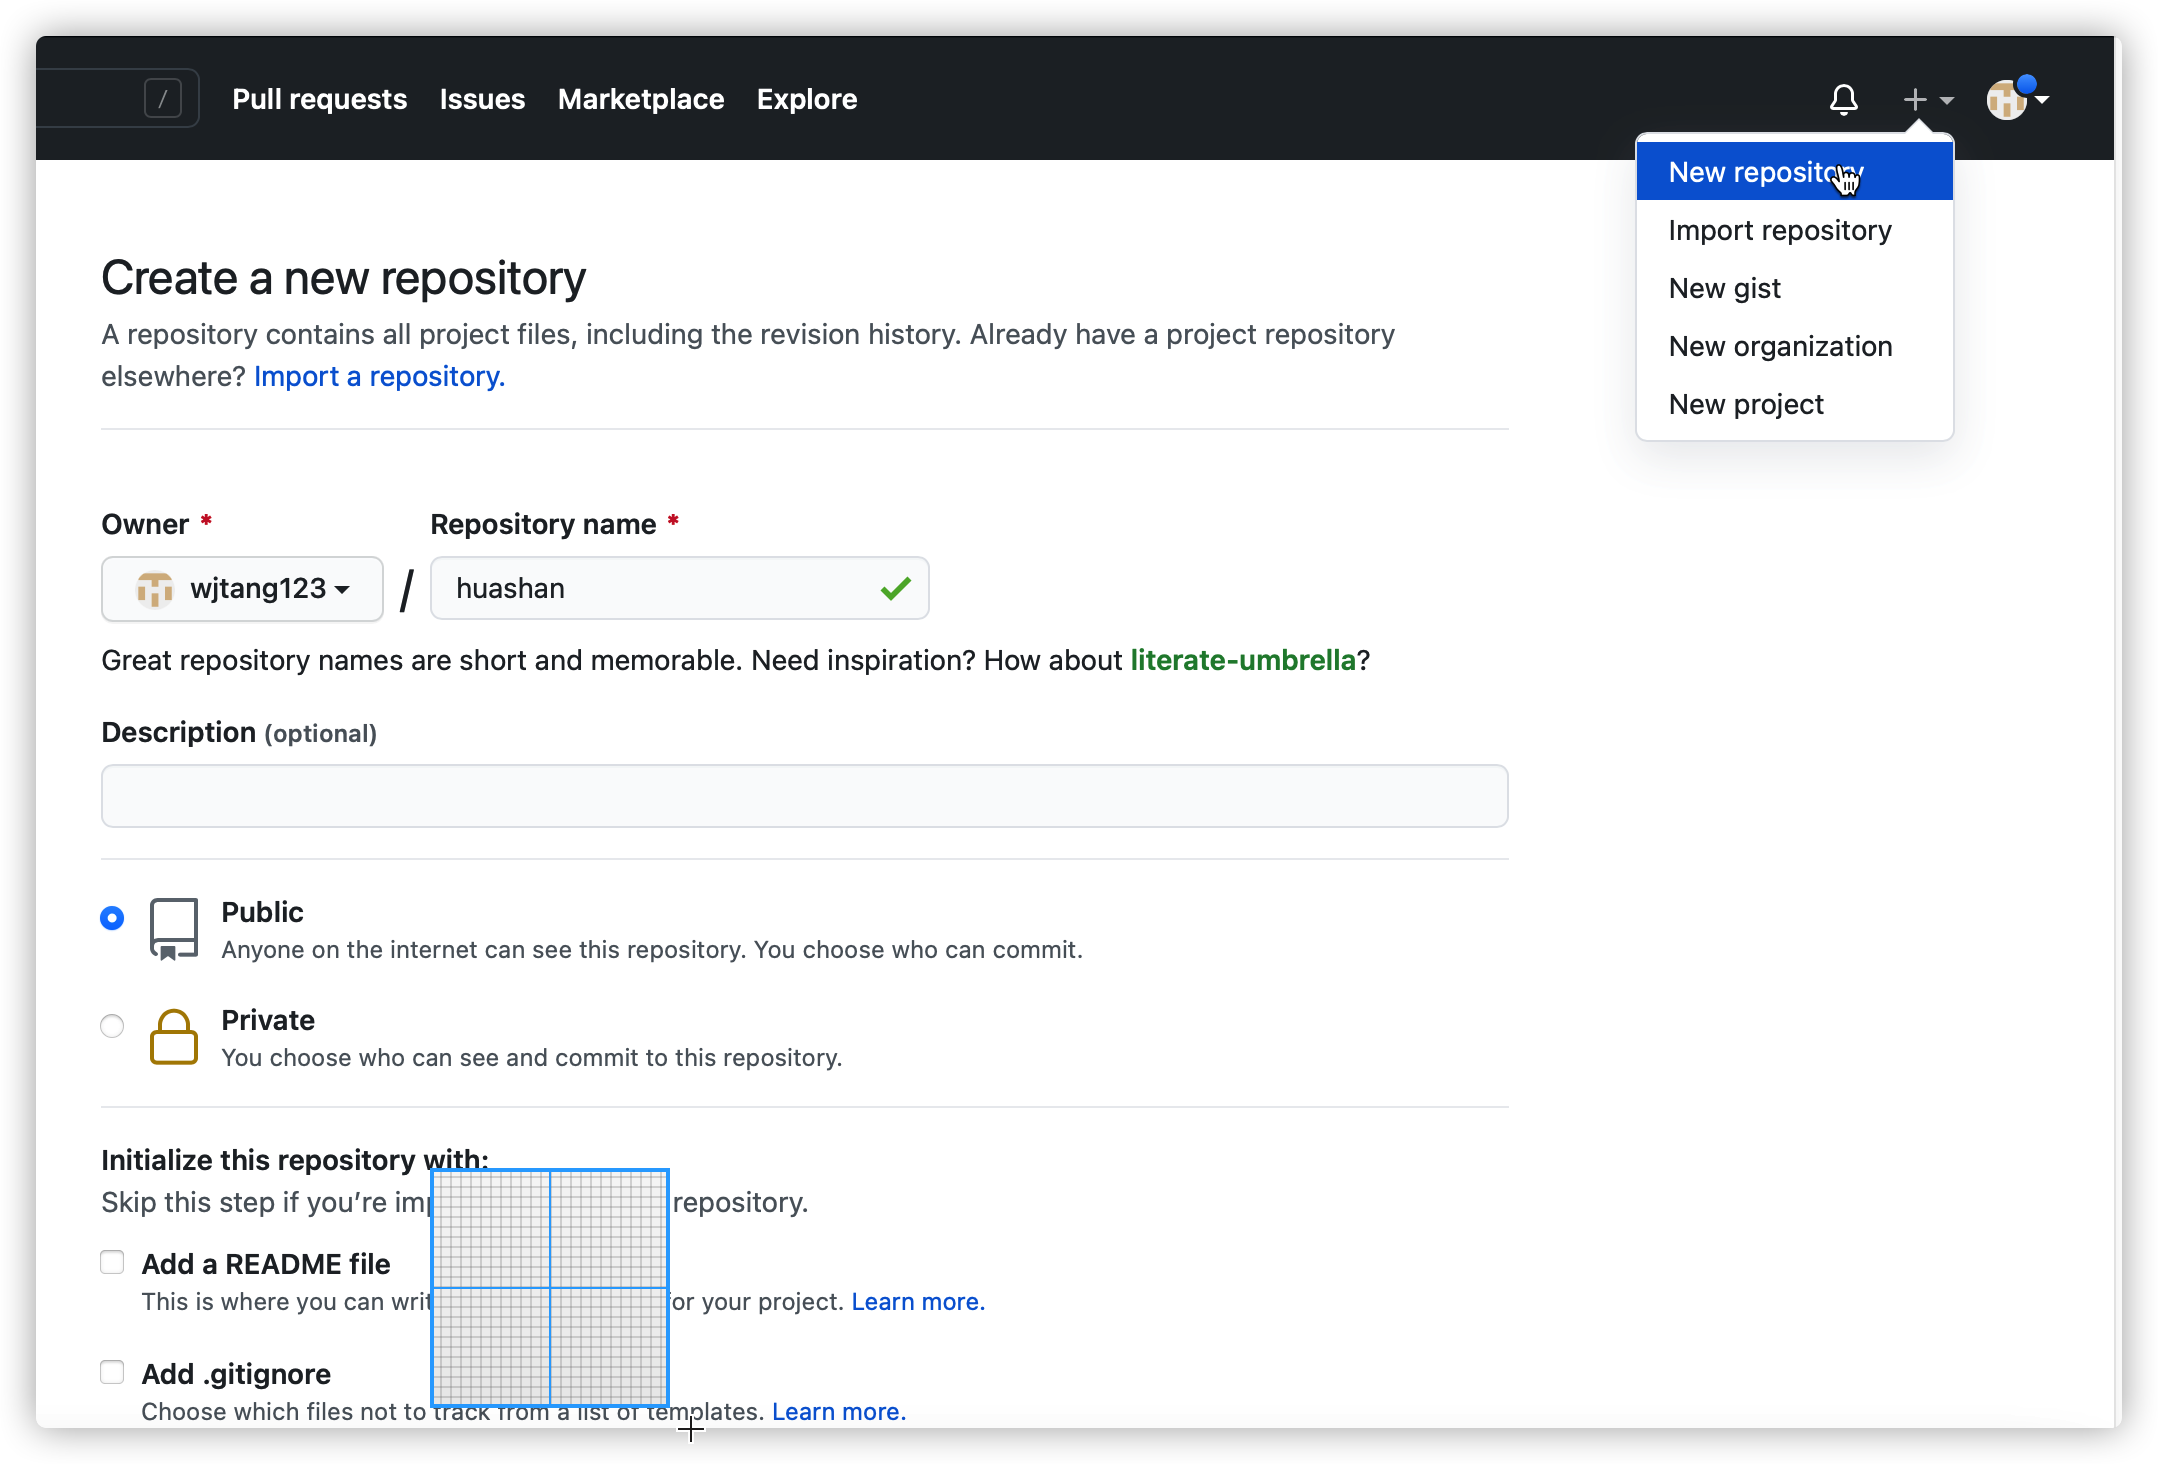 / Pull requests Issues Marketplace Explore
New repository
Import repository
New gist
New organization
New project
Create a new repository
A repository contains all project files, including the revision history. Already have a project repository
elsewhere? Import a repository.
Owner * Repository name *
wjtang123 / huashan
Great repository names are short and memorable. Need inspiration? How about literate-umbrella?
Description (optional)
Public
Anyone on the internet can see this repository. You choose who can commit.
Private
You choose who can see and commit to this repository.
Initialize this repository with:
Skip this step if you’re repository.
Add a README file
This is where you can your project. Learn more.
Add .gitignore
Choose which files not to track from a list of templates. Learn more.